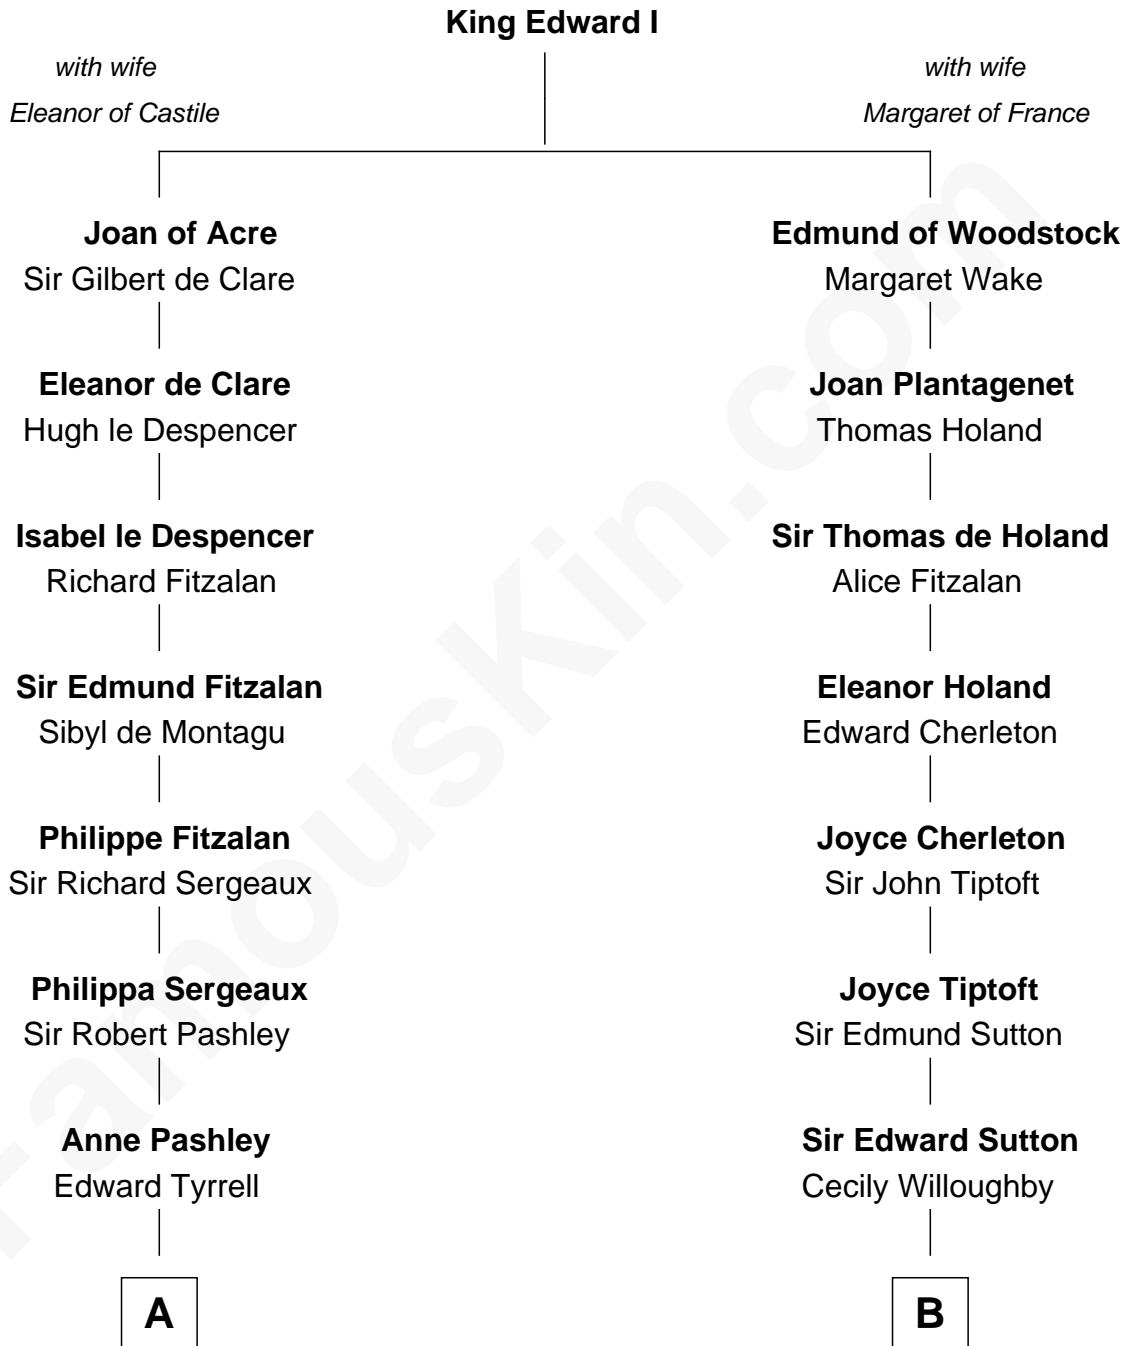 King Edward I
with wife
Eleanor of Castile
with wife
Margaret of France
Joan of Acre
Sir Gilbert de Clare
Edmund of Woodstock
Margaret Wake
Eleanor de Clare
Hugh le Despencer
Joan Plantagenet
Thomas Holand
Isabel le Despencer
Richard Fitzalan
Sir Thomas de Holand
Alice Fitzalan
Sir Edmund Fitzalan
Sibyl de Montagu
Eleanor Holand
Edward Cherleton
Philippe Fitzalan
Sir Richard Sergeaux
Joyce Cherleton
Sir John Tiptoft
Philippa Sergeaux
Sir Robert Pashley
Joyce Tiptoft
Sir Edmund Sutton
Anne Pashley
Edward Tyrrell
Sir Edward Sutton
Cecily Willoughby
A
B
FamousKin.com